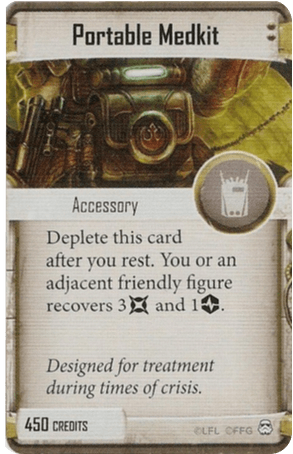 Portable Medkit
Accessory
Deplete this card
after you rest. You or an
adjacent friendly figure
recovers 3 and 1.
Designed for treatment
during times of crisis.
450 CREDITS
©LFL ©FFG